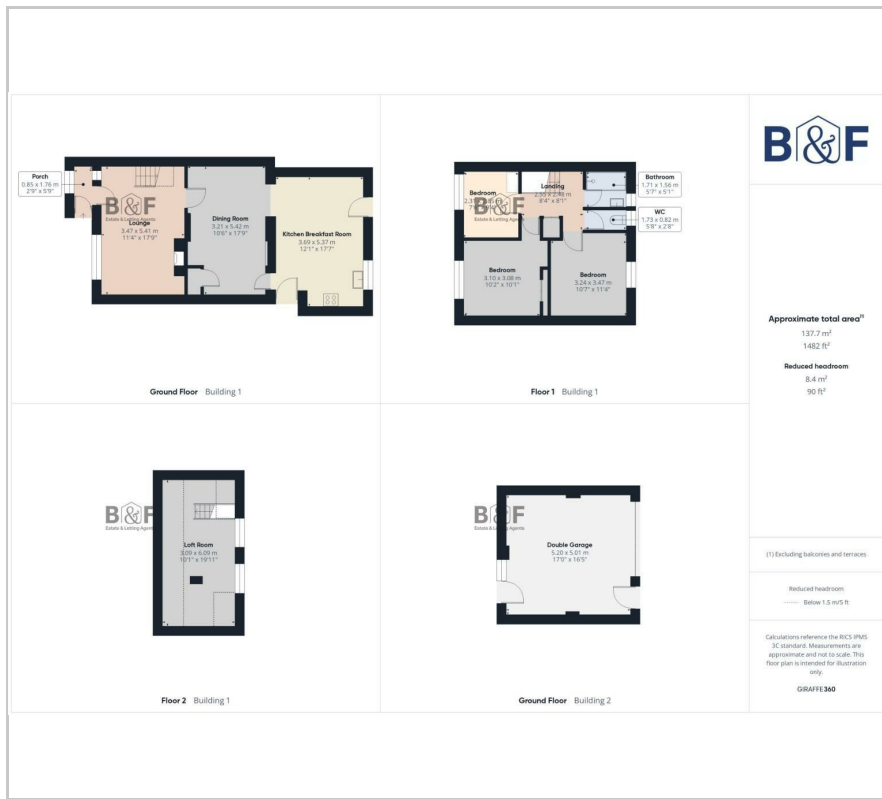 Porch
0.85 x 1.76 m
2'9" x 5'9"
B&F
Estate & Letting Agents
Lounge
3.47 x 5.41 m
11'4" x 17'9"
Dining Room
3.21 x 5.42 m
10'6" x 17'9"
Kitchen Breakfast Room
3.69 x 5.37 m
12'1" x 17'7"
Ground Floor Building 1
Bedroom
B&F
Estate & Letting Agents
Landing
8'4" x 8'1"
Bathroom
1.71 x 1.56 m
5'7" x 5'1"
WC
1.73 x 0.82 m
5'8" x 2'8"
Bedroom
3.10 x 3.08 m
10'2" x 10'1"
Bedroom
3.24 x 3.47 m
10'7" x 11'4"
Floor 1 Building 1
B&F
Estate & Letting Agents
Loft Room
3.09 x 6.09 m
10'1" x 19'11"
Floor 2 Building 1
B&F
Estate & Letting Agents
Double Garage
5.20 x 5.01 m
17'0" x 16'5"
Ground Floor Building 2
B&F
Approximate total area(1)
137.7 m²
1482 ft²
Reduced headroom
8.4 m²
90 ft²
(1) Excluding balconies and terraces
Reduced headroom
Below 1.5 m/5 ft
Calculations reference the RICS IPMS
3C standard. Measurements are
approximate and not to scale. This
floor plan is intended for illustration
only.
GIRAFFE360